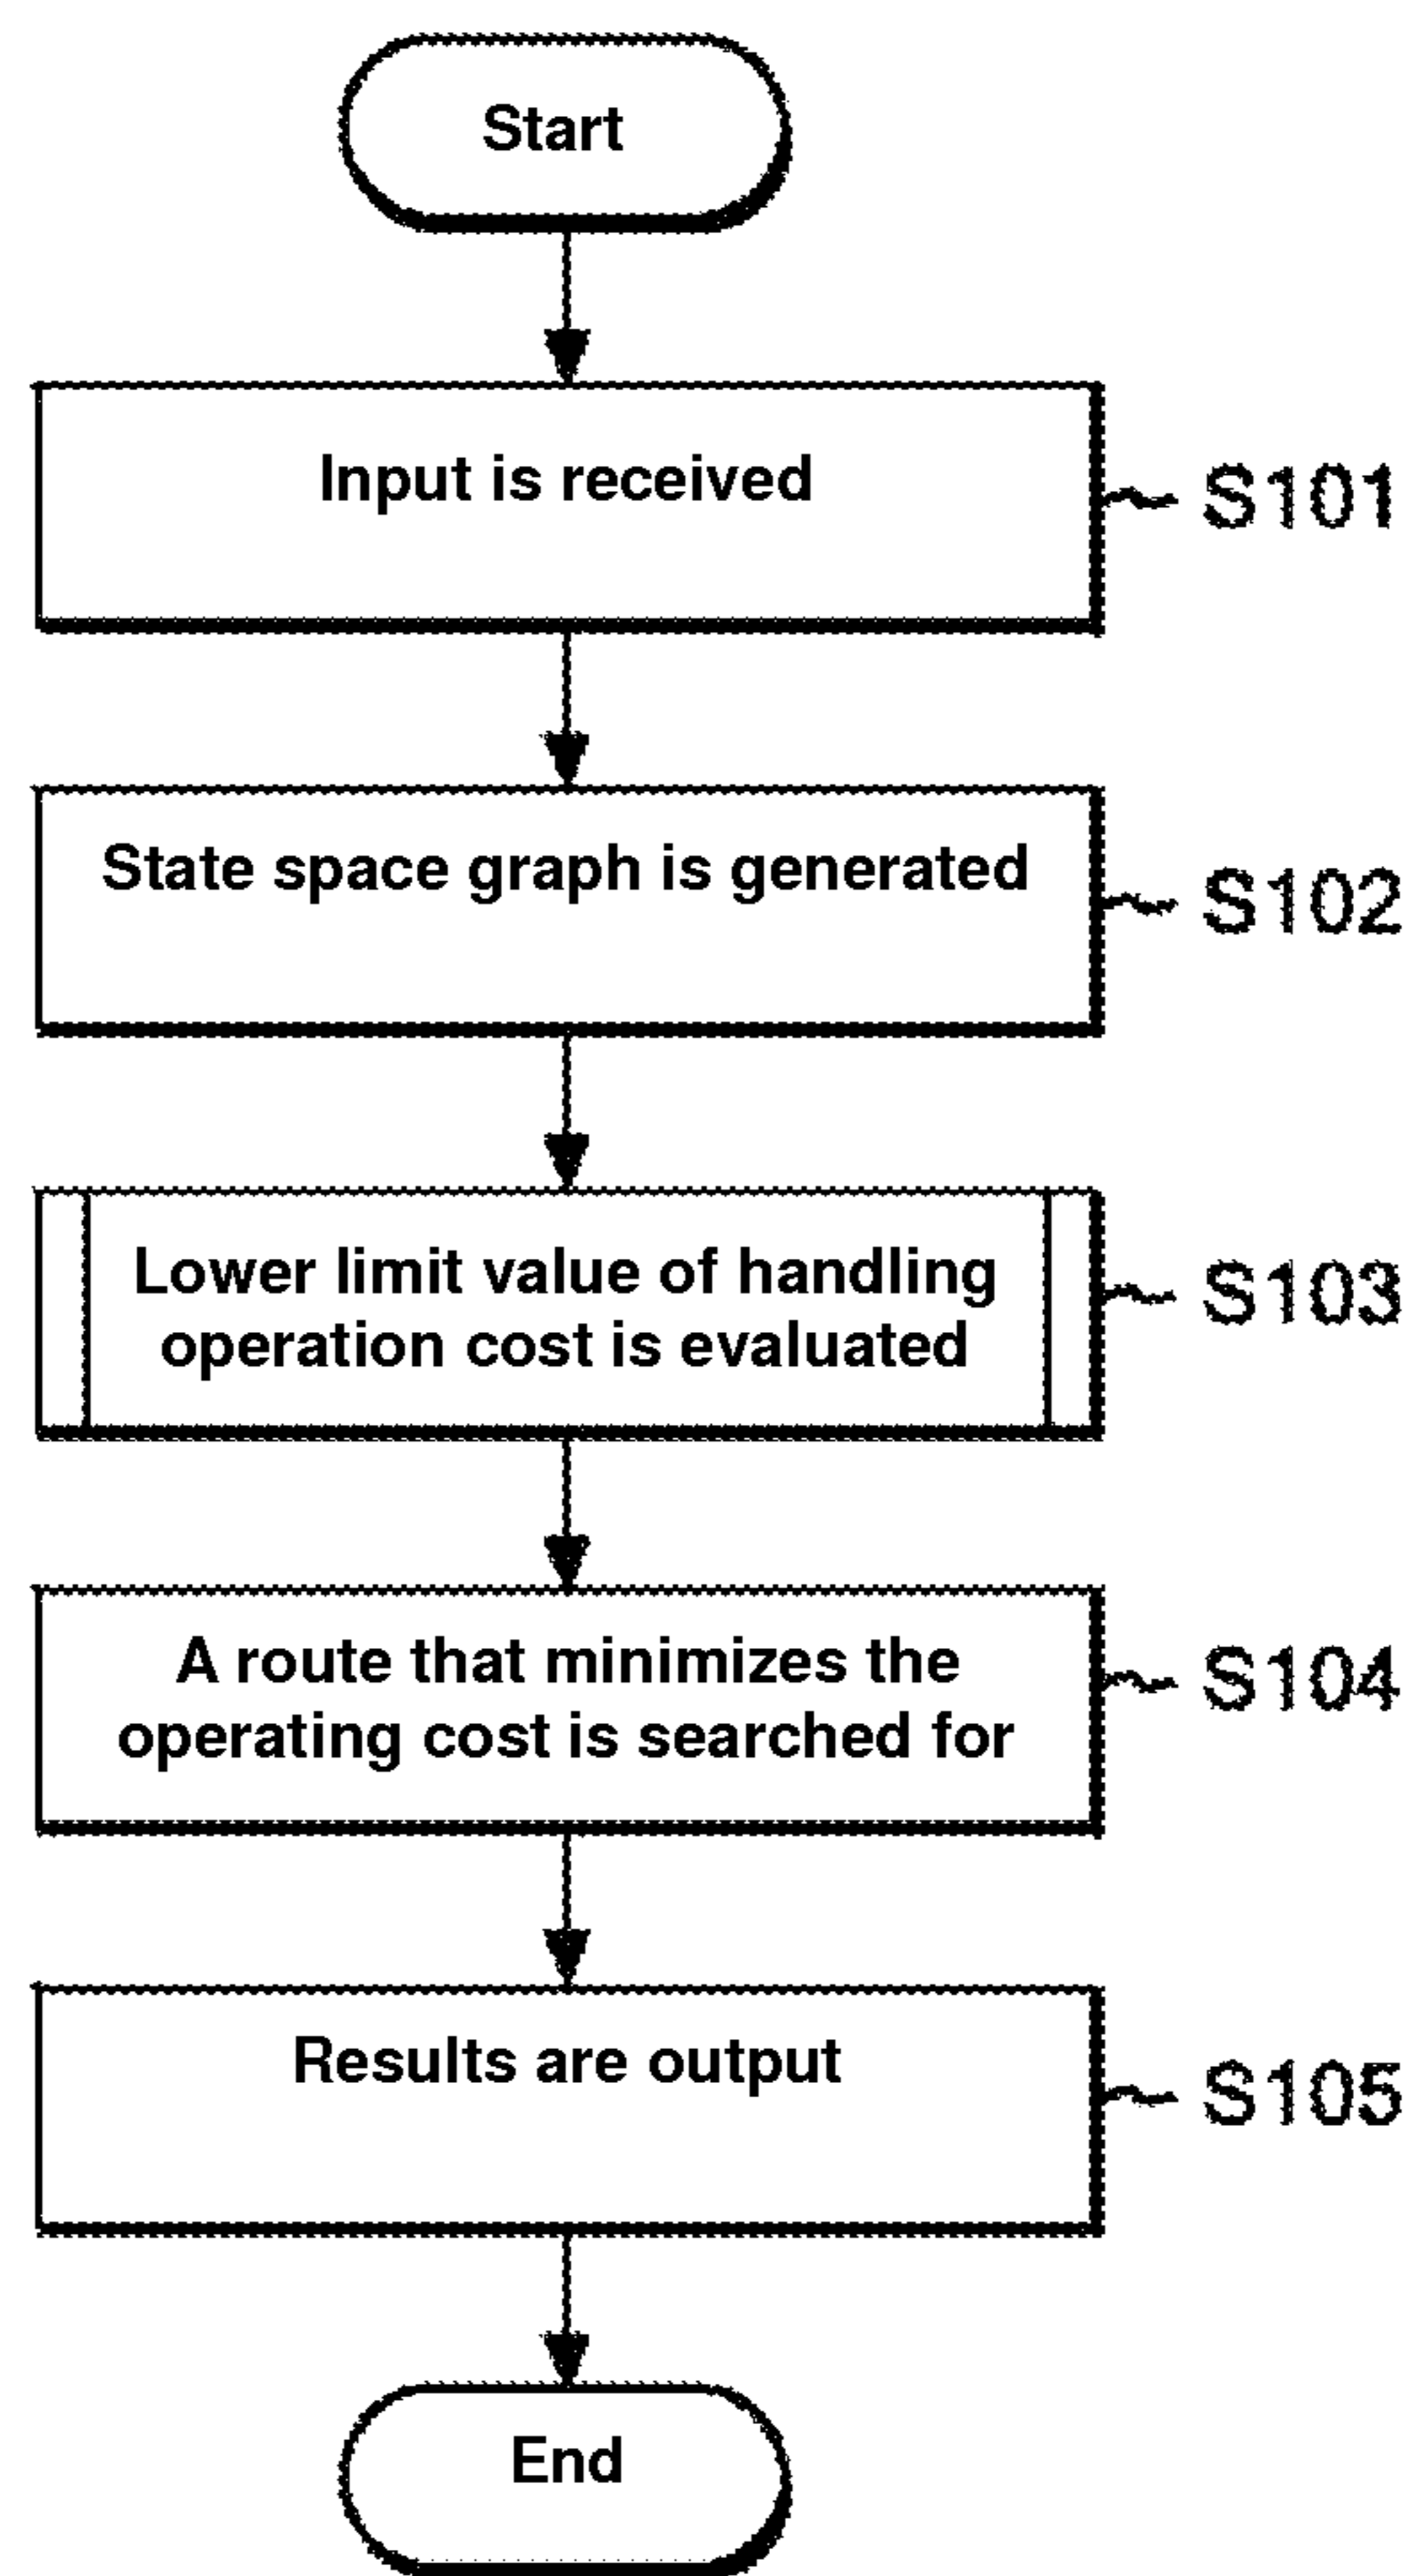 Start
Input is received
S101
State space graph is generated
S102
Lower limit value of handling
operation cost is evaluated
S103
A route that minimizes the
operating cost is searched for
S104
Results are output
S105
End